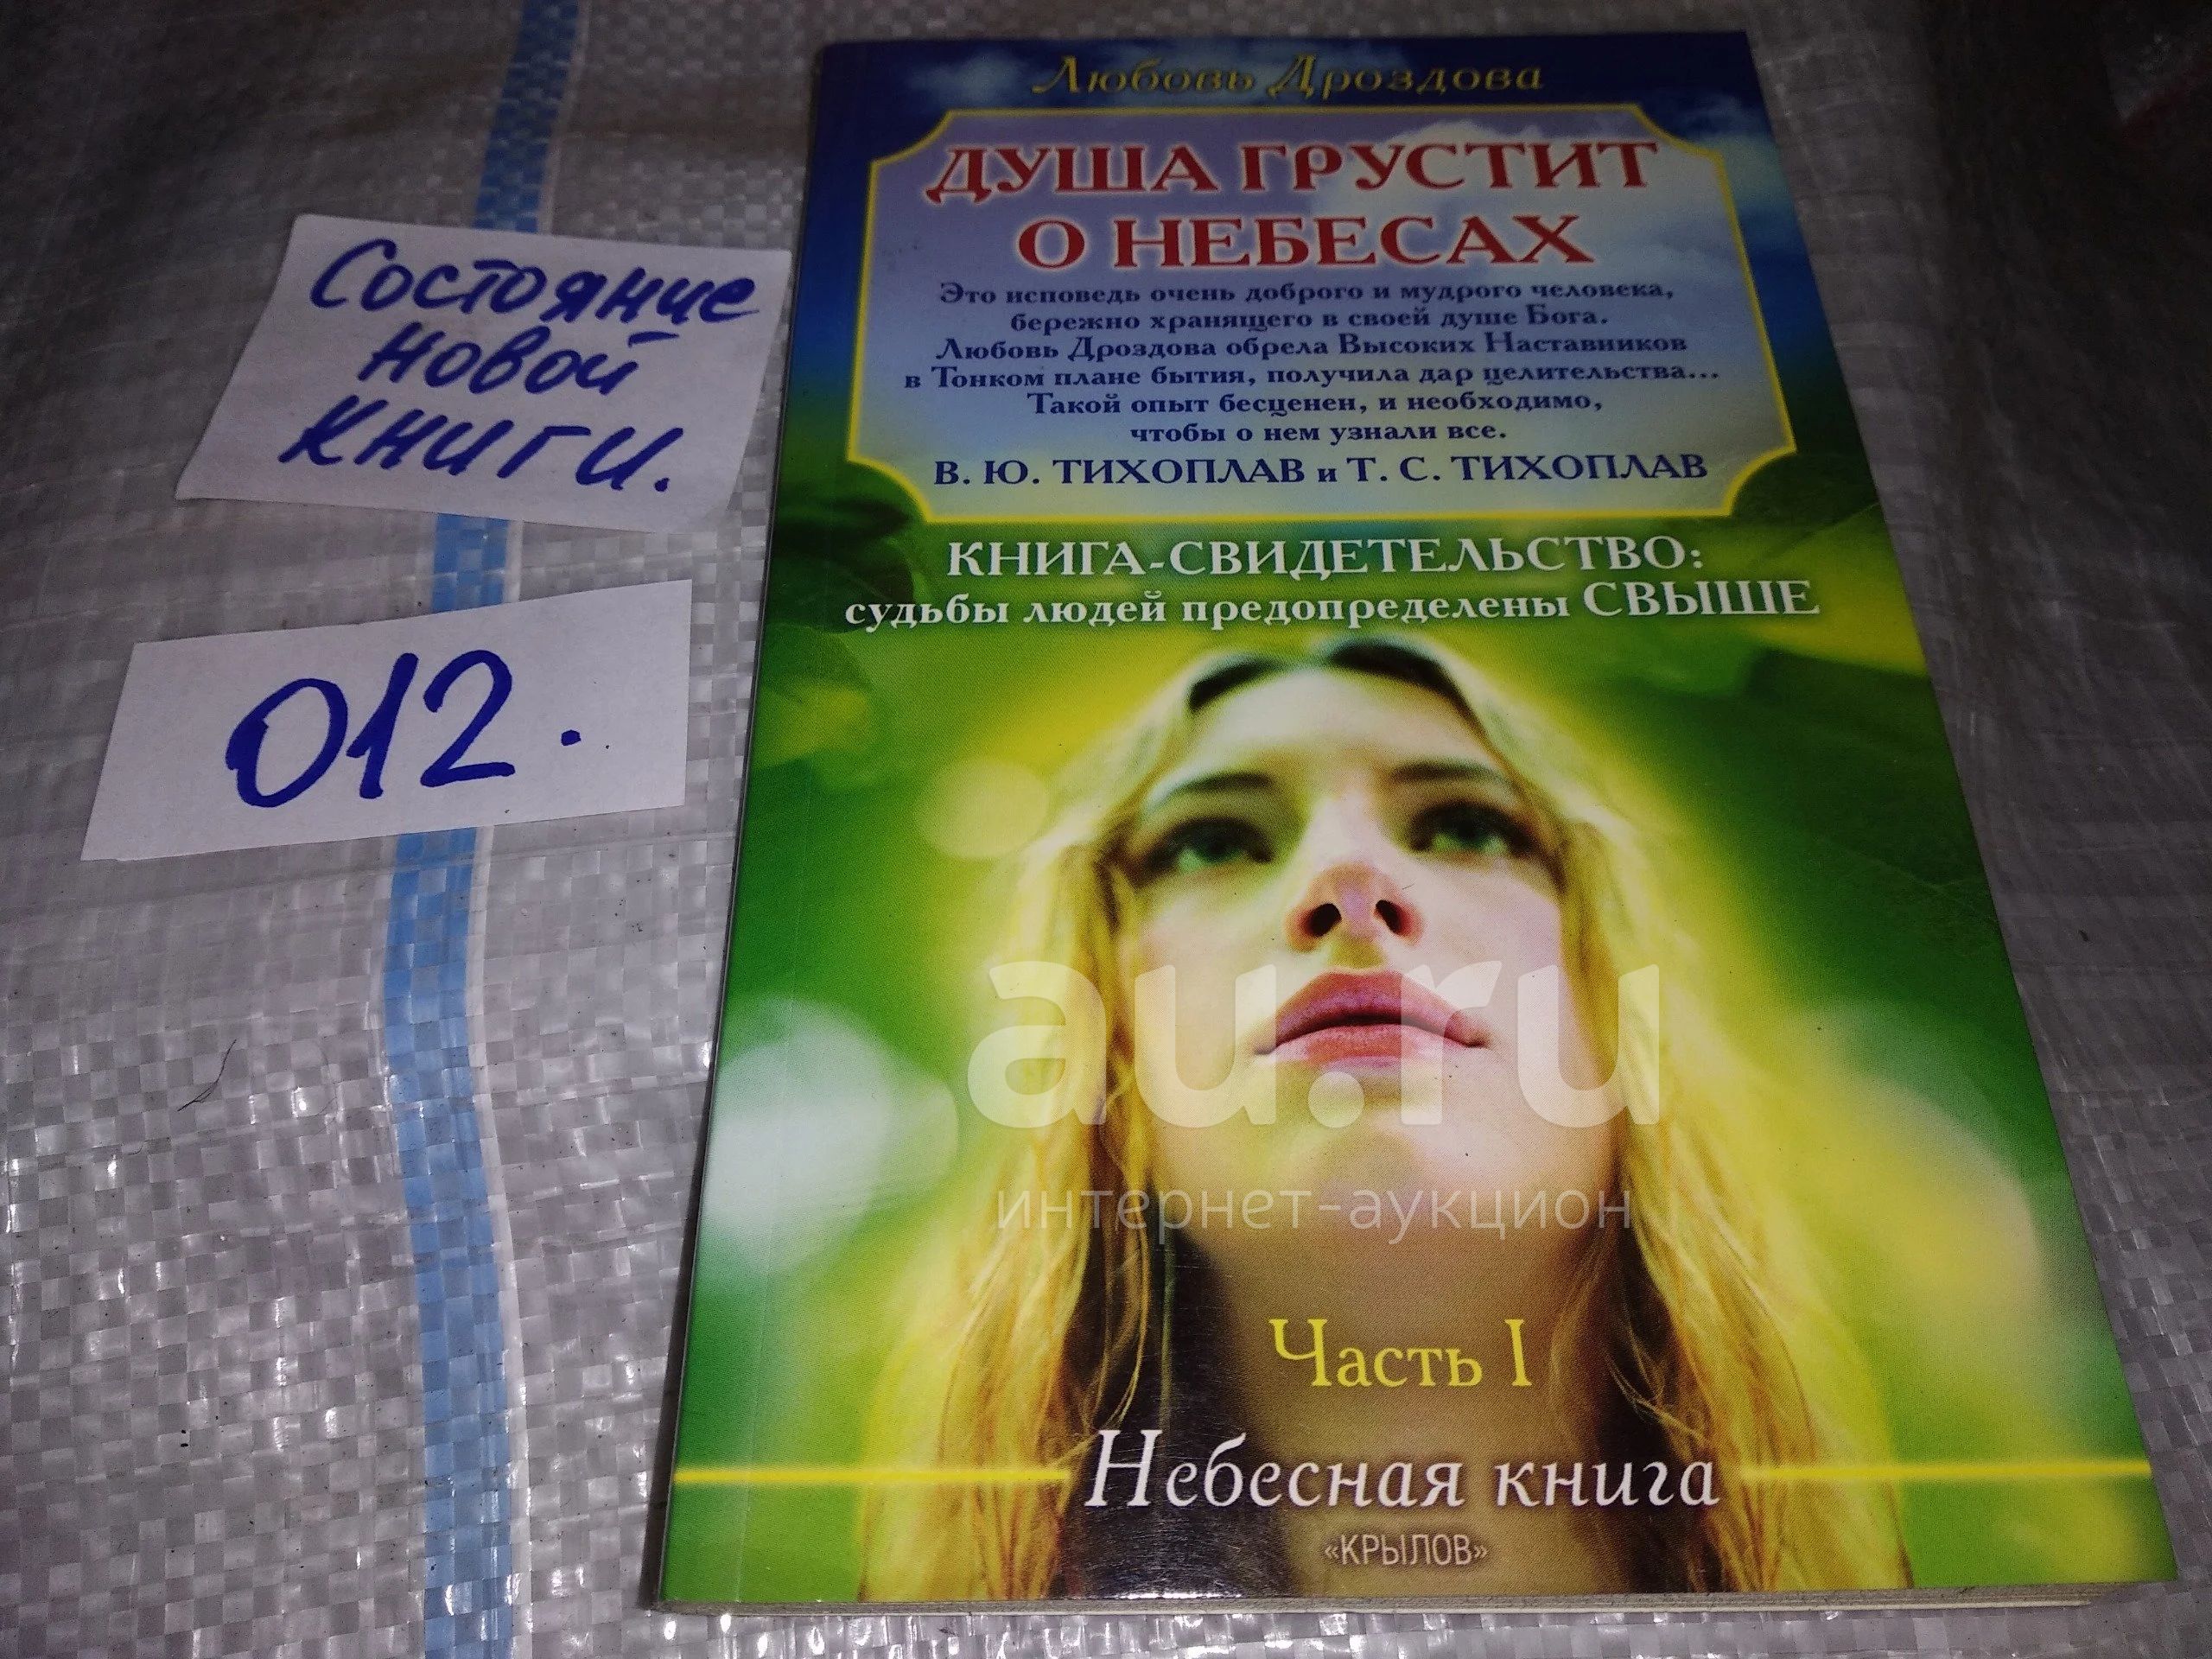 Состояние
новой
книги.
012.
Любовь Дроздова
ДУША ГРУСТИТ
О НЕБЕСАХ
Это исповедь очень доброго и мудрого человека,
бережно хранящего в своей душе Бога.
Любовь Дроздова обрела Высоких Наставников
в Тонком плане бытия, получила дар целительства...
Такой опыт бесценен, и необходимо,
чтобы о нем узнали все.
В. Ю. ТИХОПЛАВ и Т. С. ТИХОПЛАВ
КНИГА-СВИДЕТЕЛЬСТВО:
судьбы людей предопределены СВЫШЕ
au.ru
интернет-аукцион
Часть I
Небесная книга
«КРЫЛОВ»